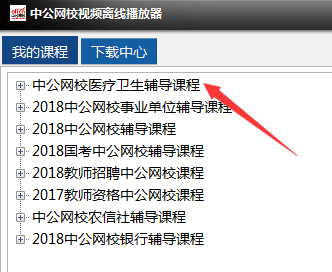 中公网校视频离线播放器
我的课程 下载中心
中公网校医疗卫生辅导课程
2018中公网校事业单位辅导课程
2018中公网校辅导课程
2018国考中公网校辅导课程
2018教师招聘中公网校课程
2017教师资格中公网校课程
中公网校农信社辅导课程
2018中公网校银行辅导课程